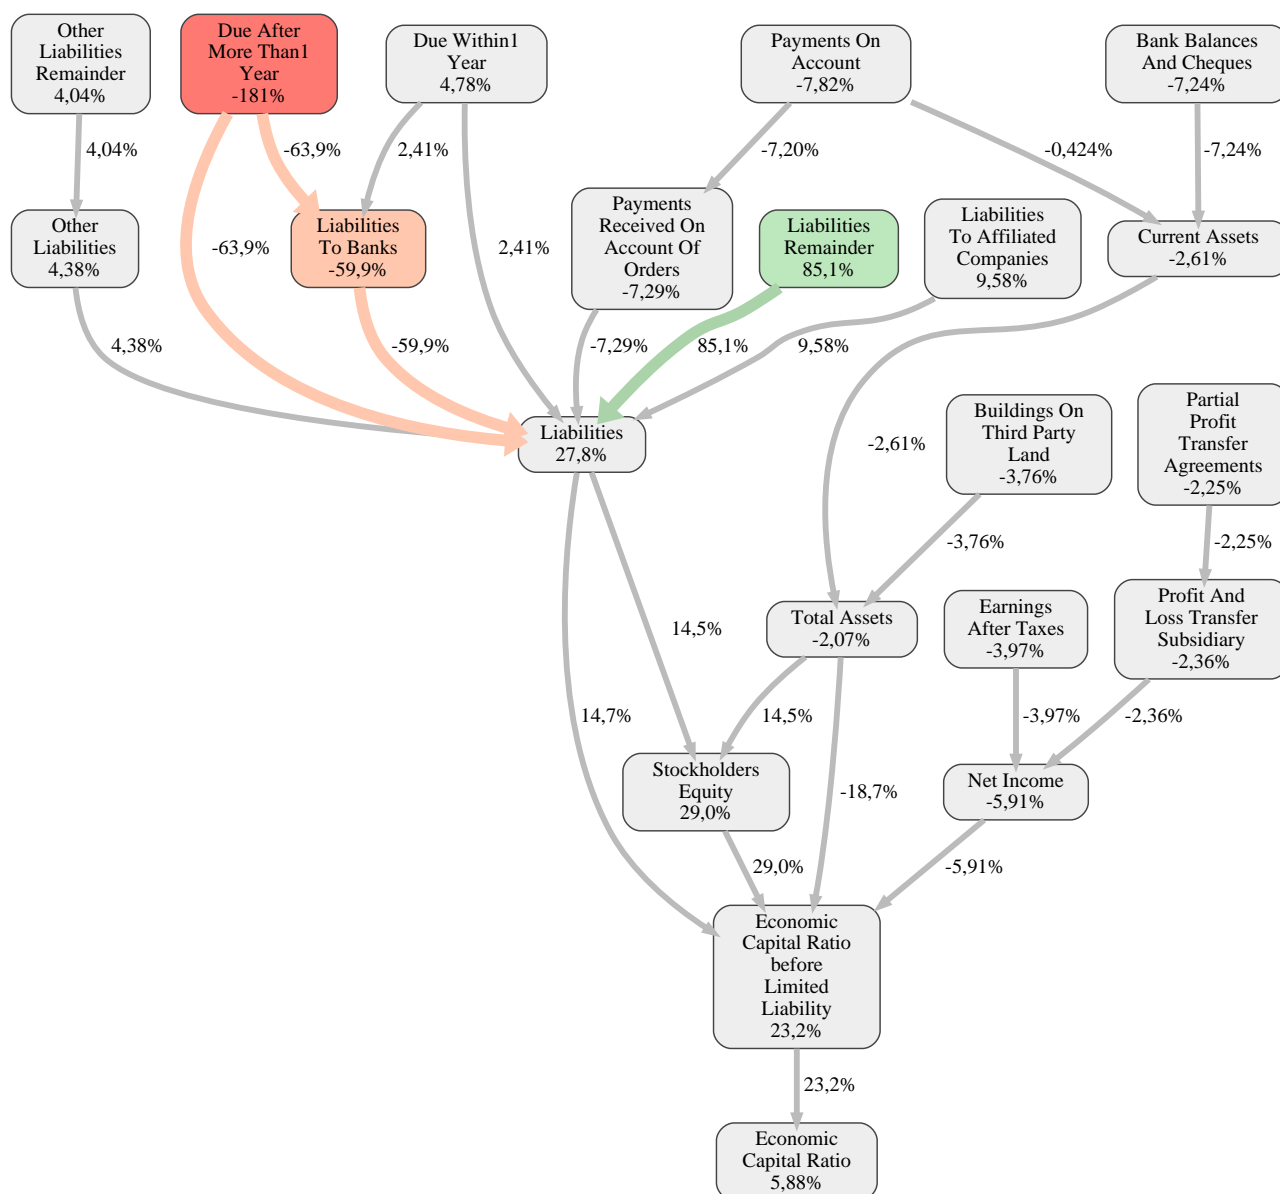 Other
Liabilities
Remainder
4,04%
Due After
More Than1
Year
-181%
Due Within1
Year
4,78%
Payments On
Account
-7,82%
Bank Balances
And Cheques
-7,24%
4,04%
-63,9%
2,41%
-7,20%
-0,424%
-7,24%
Other
Liabilities
4,38%
-63,9%
Liabilities
To Banks
-59,9%
2,41%
Payments
Received On
Account Of
Orders
-7,29%
Liabilities
Remainder
85,1%
Liabilities
To Affiliated
Companies
9,58%
Current Assets
-2,61%
4,38%
-59,9%
-7,29%
85,1%
9,58%
Liabilities
27,8%
-2,61%
Buildings On
Third Party
Land
-3,76%
Partial
Profit
Transfer
Agreements
-2,25%
-3,76%
-2,25%
14,5%
Total Assets
-2,07%
Earnings
After Taxes
-3,97%
Profit And
Loss Transfer
Subsidiary
-2,36%
14,7%
14,5%
-3,97%
-2,36%
Stockholders
Equity
29,0%
-18,7%
Net Income
-5,91%
29,0%
-5,91%
Economic
Capital Ratio
before
Limited
Liability
23,2%
23,2%
Economic
Capital Ratio
5,88%